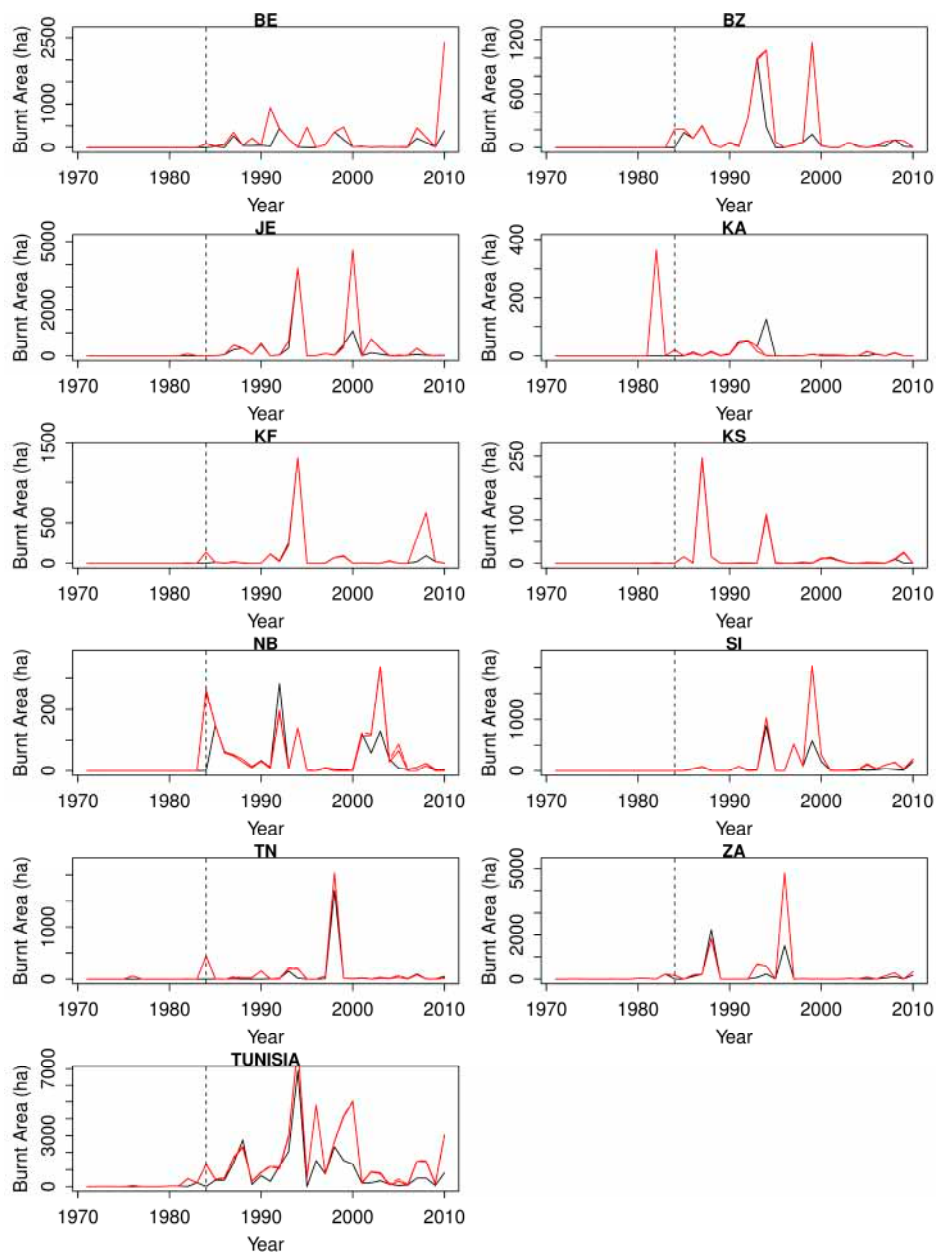 BE
Burnt Area (ha)
0 1000 2500
1970 1980 1990 2000 2010
Year
BZ
Burnt Area (ha)
0 600 1200
1970 1980 1990 2000 2010
Year
JE
Burnt Area (ha)
0 2000 5000
1970 1980 1990 2000 2010
Year
KA
Burnt Area (ha)
0 200 400
1970 1980 1990 2000 2010
Year
KF
Burnt Area (ha)
0 500 1500
1970 1980 1990 2000 2010
Year
KS
Burnt Area (ha)
0 100 250
1970 1980 1990 2000 2010
Year
NB
Burnt Area (ha)
0 200
1970 1980 1990 2000 2010
Year
SI
Burnt Area (ha)
0 1000
1970 1980 1990 2000 2010
Year
TN
Burnt Area (ha)
0 1000
1970 1980 1990 2000 2010
Year
ZA
Burnt Area (ha)
0 2000 5000
1970 1980 1990 2000 2010
Year
TUNISIA
Burnt Area (ha)
0 3000 7000
1970 1980 1990 2000 2010
Year